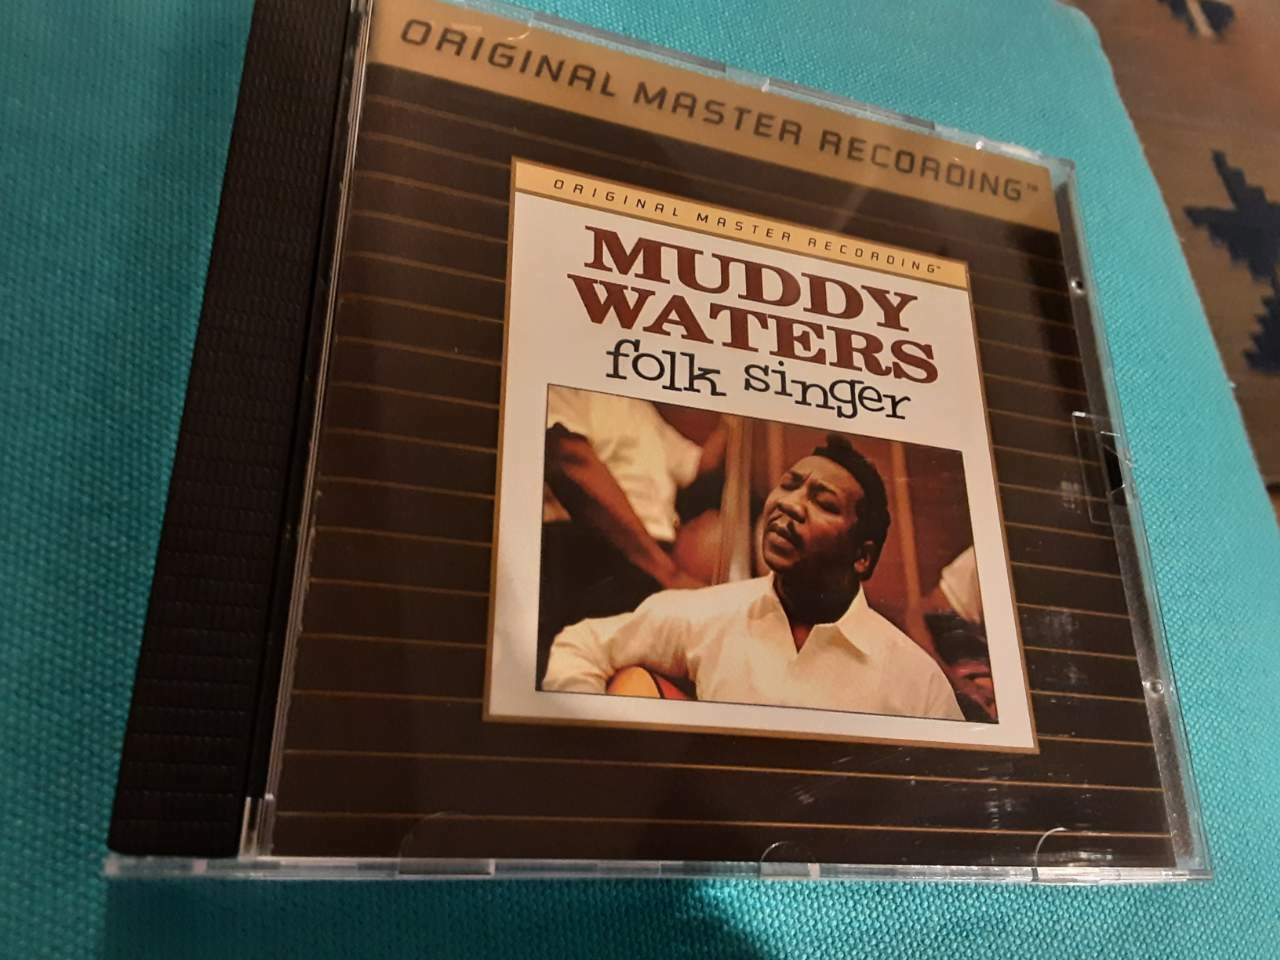 ORIGINAL MASTER RECORDING™
ORIGINAL MASTER RECORDING™
MUDDY
WATERS
folk singer